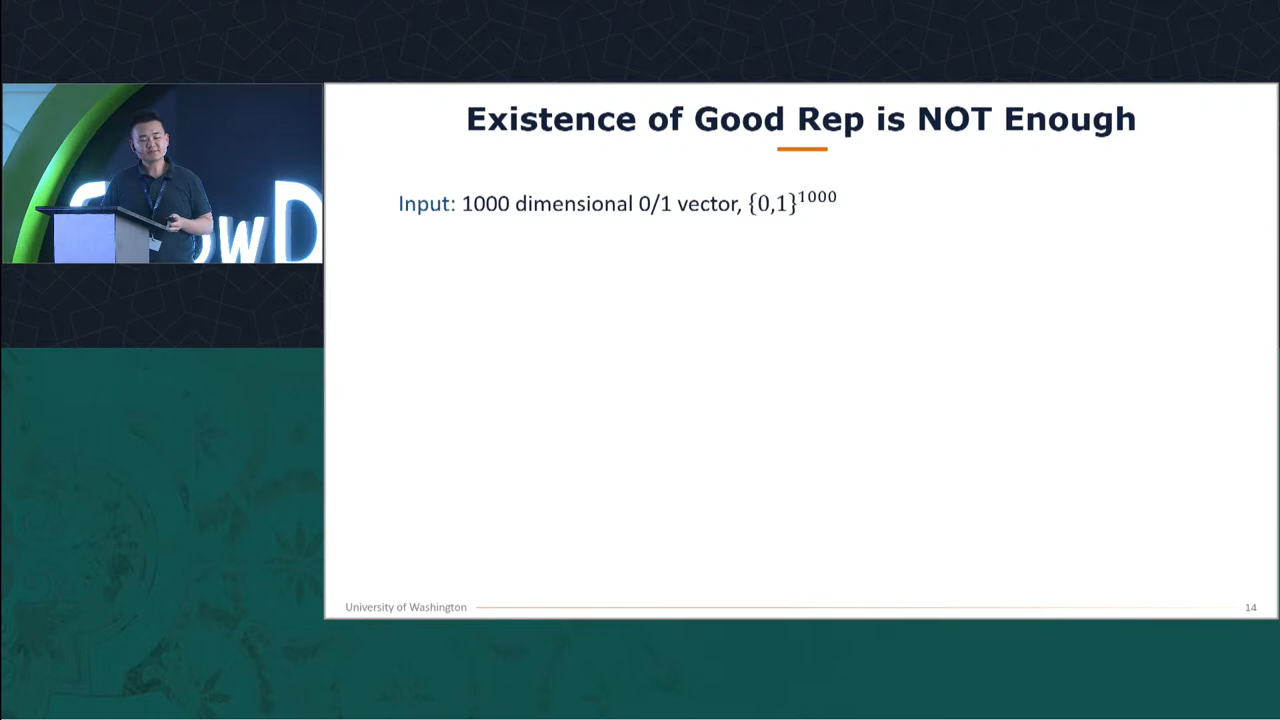 Existence of Good Rep is NOT Enough
Input: 1000 dimensional 0/1 vector, {0,1}^1000
University of Washington
14